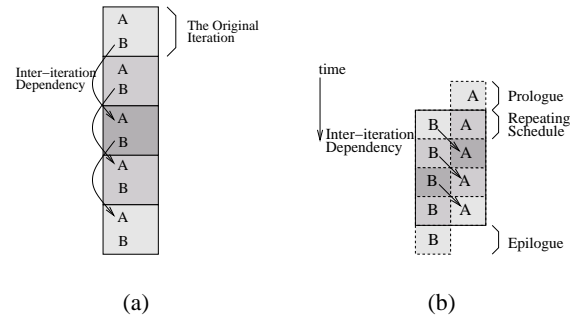 A
B
The Original
Iteration
Inter-iteration
Dependency
A
B
A
B
A
B
A
B
(a)
time
A
Prologue
B A
Repeating
Schedule
Inter-iteration
Dependency
B A
B A
B A
B
Epilogue
(b)